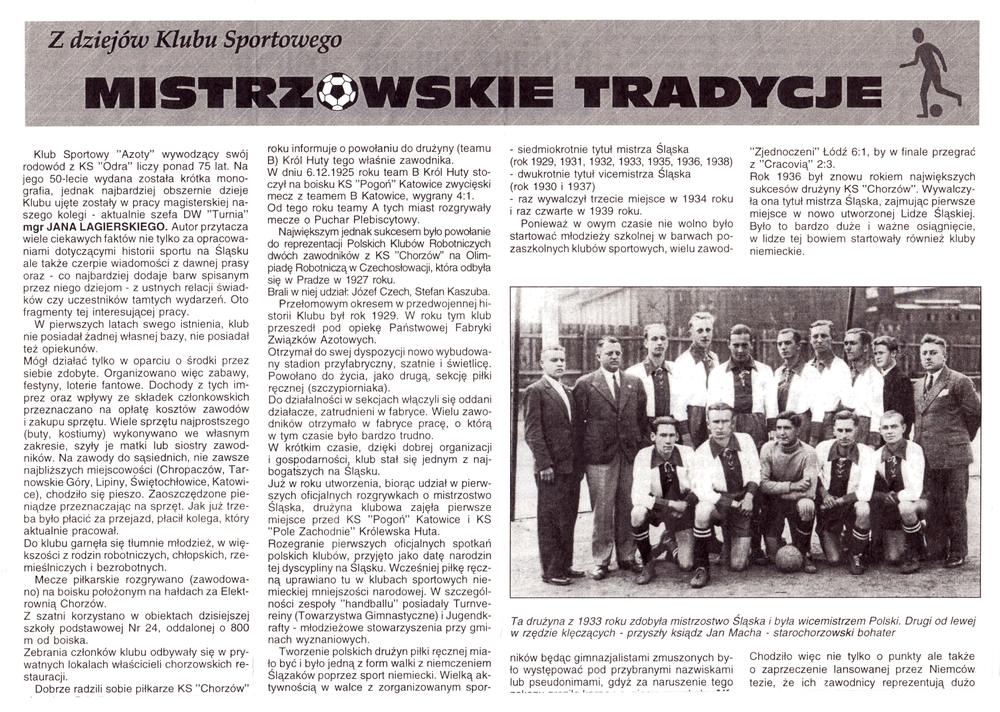 Z dziejów Klubu Sportowego
MISTRZOWSKIE TRADYCJE
Klub Sportowy "Azoty" wywodzący swój
rodowód z KS "Odra" liczy ponad 75 lat. Na
jego 50-lecie wydana została krótka mono-
grafia, jednak najbardziej obszernie dzieje
Klubu ujęte zostały w pracy magisterskiej na-
szego kolegi - aktualnie szefa DW "Turnia"
mgr JANA LAGIERSKIEGO. Autor przytacza
wiele ciekawych faktów nie tylko za opracowa-
niami dotyczącymi historii sportu na Śląsku
ale także czerpie wiadomości z dawnej prasy
oraz - co najbardziej dodaje barw spisanym
przez niego dziejom - z ustnych relacji świad-
ków czy uczestników tamtych wydarzeń. Oto
fragmenty tej interesującej pracy.
W pierwszych latach swego istnienia, klub
nie posiadał żadnej własnej bazy, nie posiadał
też opiekunów.
Mógł działać tylko w oparciu o środki przez
siebie zdobyte. Organizowano więc zabawy,
festyny, loterie fantowe. Dochody z tych im-
prez oraz wpływy ze składek członkowskich
przeznaczano na opłatę kosztów zawodów
i zakupu sprzętu. Wiele sprzętu najprostszego
(buty, kostiumy) wykonywano we własnym
zakresie, szyły je matki lub siostry zawod-
ników. Na zawody do sąsiednich, nie zawsze
najbliższych miejscowości (Chropaczów, Tar-
nowskie Góry, Lipiny, Świętochłowice, Katowi-
ce), chodziło się pieszo. Zaoszczędzone pie-
niądze przeznaczając na sprzęt. Jak już trze-
ba było płacić za przejazd, płacił kolega, który
aktualnie pracował.
Do klubu garnęła się tłumnie młodzież, w wię-
kszości z rodzin robotniczych, chłopskich, rze-
mieślniczych i bezrobotnych.
Mecze piłkarskie rozgrywano (zawodowa-
no) na boisku położonym na hałdach za Elekt-
rownią Chorzów.
Z szatni korzystano w obiektach dzisiejszej
szkoły podstawowej Nr 24, oddalonej o 800
m od boiska.
Zebrania członków klubu odbywały się w pry-
watnych lokalach właścicieli chorzowskich re-
stauracji.
Dobrze radzili sobie piłkarze KS "Chorzów"
roku informuje o powołaniu do drużyny (teamu
B) Król Huty tego właśnie zawodnika.
W dniu 6.12.1925 roku team B Król Huty sto-
czył na boisku KS "Pogoń" Katowice zwycięski
mecz z teamem B Katowice, wygrany 4:1.
Od tego roku teamy A tych miast rozgrywały
mecze o Puchar Plebiscytowy.
Największym jednak sukcesem było powołanie
do reprezentacji Polskich Klubów Robotniczych
dwóch zawodników z KS "Chorzów" na Olim-
piadę Robotniczą w Czechosłowacji, która odbyła
się w Pradze w 1927 roku.
Brali w niej udział: Józef Czech, Stefan Kaszuba.
Przełomowym okresem w przedwojennej hi-
storii Klubu był rok 1929. W roku tym klub
przeszedł pod opiekę Państwowej Fabryki
Związków Azotowych.
Otrzymał do swej dyspozycji nowo wybudowa-
ny stadion przyfabryczny, szatnie i świetlicę.
Powołano do życia, jako drugą, sekcję piłki
ręcznej (szczypiorniaka).
Do działalności w sekcjach włączyli się oddani
działacze, zatrudnieni w fabryce. Wielu zawo-
dników otrzymało w fabryce pracę, o którą
w tym czasie było bardzo trudno.
W krótkim czasie, dzięki dobrej organizacji
i gospodarności, klub stał się jednym z naj-
bogatszych na Śląsku.
Już w roku utworzenia, biorąc udział w pierw-
szych oficjalnych rozgrywkach o mistrzostwo
Śląska, drużyna klubowa zajęła pierwsze
miejsce przed KS "Pogoń" Katowice i KS
"Pole Zachodnie" Królewska Huta.
Rozegranie pierwszych oficjalnych spotkań
polskich klubów, przyjęto jako datę narodzin
tej dyscypliny na Śląsku. Wcześniej piłkę ręcz-
ną uprawiano tu w klubach sportowych nie-
mieckiej mniejszości narodowej. W szczegól-
ności zespoły "handballu" posiadały Turnve-
reiny (Towarzystwa Gimnastyczne) i Jugendk-
rafty - młodzieżowe stowarzyszenia przy gmi-
nach wyznaniowych.
Tworzenie polskich drużyn piłki ręcznej mia-
ło być i było jedną z form walki z niemczeniem
Ślązaków poprzez sport niemiecki. Wielką ak-
tywnością w walce z zorganizowanym spor-
- siedmiokrotnie tytuł mistrza Śląska
(rok 1929, 1931, 1932, 1933, 1935, 1936, 1938)
- dwukrotnie tytuł vicemistrza Śląska
(rok 1930 i 1937)
- raz wywalczył trzecie miejsce w 1934 roku
i raz czwarte w 1939 roku.
Ponieważ w owym czasie nie wolno było
startować młodzieży szkolnej w barwach po-
zaszkolnych klubów sportowych, wielu zawod-
"Zjednoczeni" Łódź 6:1, by w finale przegrać
z "Cracovią" 2:3.
Rok 1936 był znowu rokiem największych
sukcesów drużyny KS "Chorzów". Wywalczy-
ła ona tytuł mistrza Śląska, zajmując pierwsze
miejsce w nowo utworzonej Lidze Śląskiej.
Było to bardzo duże i ważne osiągnięcie,
w lidze tej bowiem startowały również kluby
niemieckie.
Ta drużyna z 1933 roku zdobyła mistrzostwo Śląska i była wicemistrzem Polski. Drugi od lewej
w rzędzie klęczących - przyszły ksiądz Jan Macha - starochorzowski bohater
ników będąc gimnazjalistami zmuszonych by-
ło występować pod przybranymi nazwiskami
lub pseudonimami, gdyż za naruszenie tego
Chodziło więc nie tylko o punkty ale także
o zaprzeczenie lansowanej przez Niemców
tezie, że ich zawodnicy reprezentują dużo